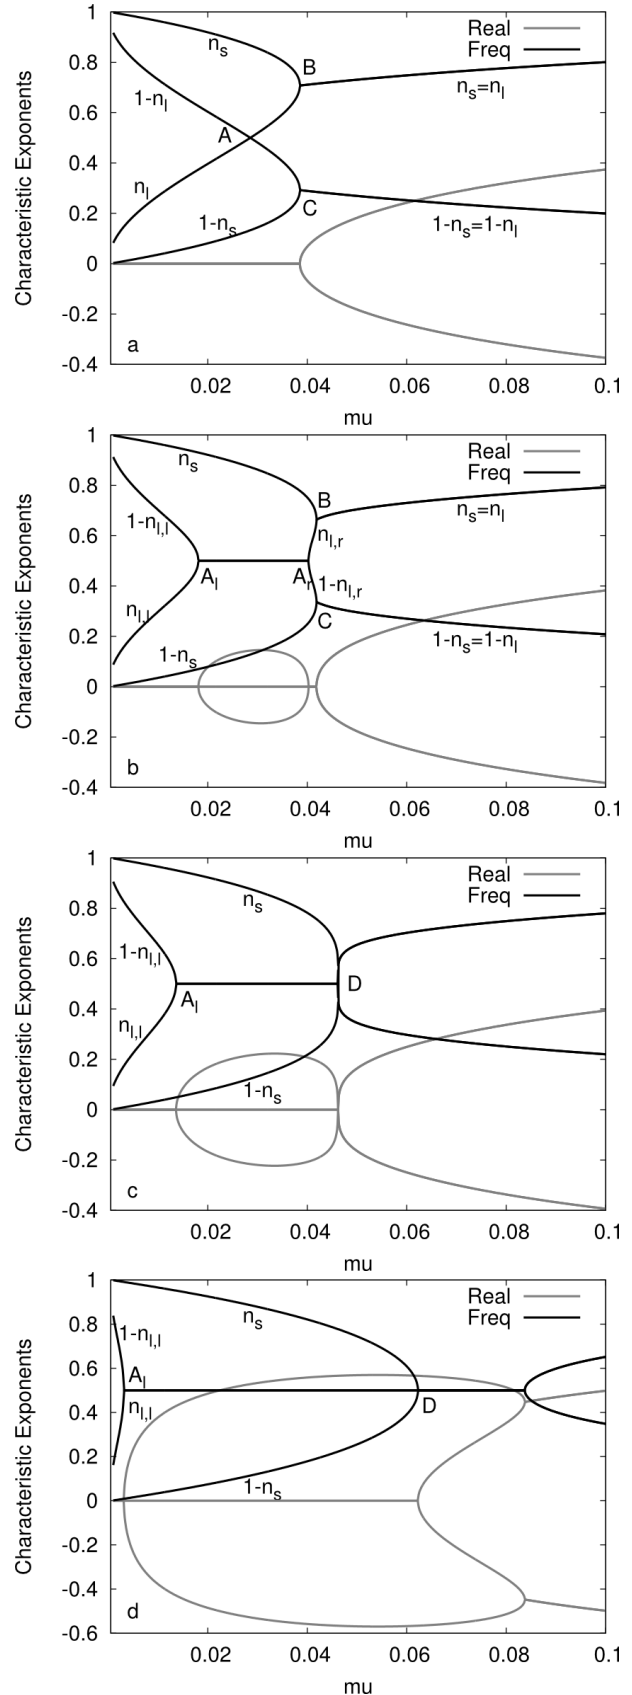 Characteristic Exponents
1
0.8
0.6
0.4
0.2
0
-0.2
-0.4
0.02
0.04
0.06
0.08
0.1
mu
a
Real
Freq
n_s
1-n_l
A
n_l
1-n_s
B
C
n_s=n_l
1-n_s=1-n_l
Characteristic Exponents
1
0.8
0.6
0.4
0.2
0
-0.2
-0.4
0.02
0.04
0.06
0.08
0.1
mu
b
Real
Freq
n_s
1-n_l,l
A_l
A_r
n_l,l
1-n_s
B
n_l,r
1-n_l,r
C
n_s=n_l
1-n_s=1-n_l
Characteristic Exponents
1
0.8
0.6
0.4
0.2
0
-0.2
-0.4
0.02
0.04
0.06
0.08
0.1
mu
c
Real
Freq
n_s
1-n_l,l
A_l
D
n_l,l
1-n_s
Characteristic Exponents
1
0.8
0.6
0.4
0.2
0
-0.2
-0.4
-0.6
0.02
0.04
0.06
0.08
0.1
mu
d
Real
Freq
n_s
1-n_l,l
A_l
n_l,l
D
1-n_s